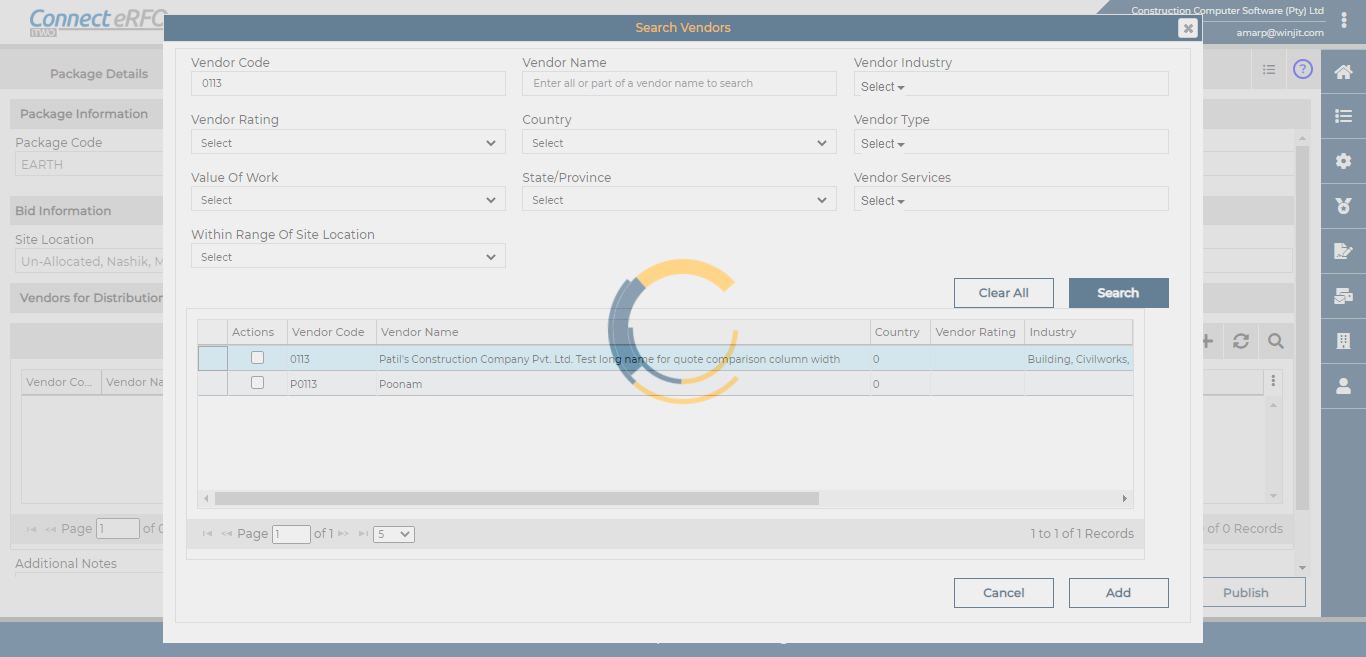 Connect eRFQ
iTWO
Construction Computer Software (Pty) Ltd
amarp@winjit.com
Search Vendors
Package Details
Package Information
Package Code
EARTH
Bid Information
Site Location
Un-Allocated, Nashik, M
Vendors for Distribution
Vendor Co... Vendor Na
Page 1 of 0
of 0 Records
Additional Notes
Publish
Vendor Code Vendor Name Vendor Industry
0113 Enter all or part of a vendor name to search Select
Vendor Rating Country Vendor Type
Select Select Select
Value Of Work State/Province Vendor Services
Select Select Select
Within Range Of Site Location
Select
Clear All Search
Actions Vendor Code Vendor Name Country Vendor Rating Industry
0113 Patil's Construction Company Pvt. Ltd. Test long name for quote comparison column width 0 Building, Civilworks,
P0113 Poonam 0
Page 1 of 1 5 1 to 1 of 1 Records
Cancel Add